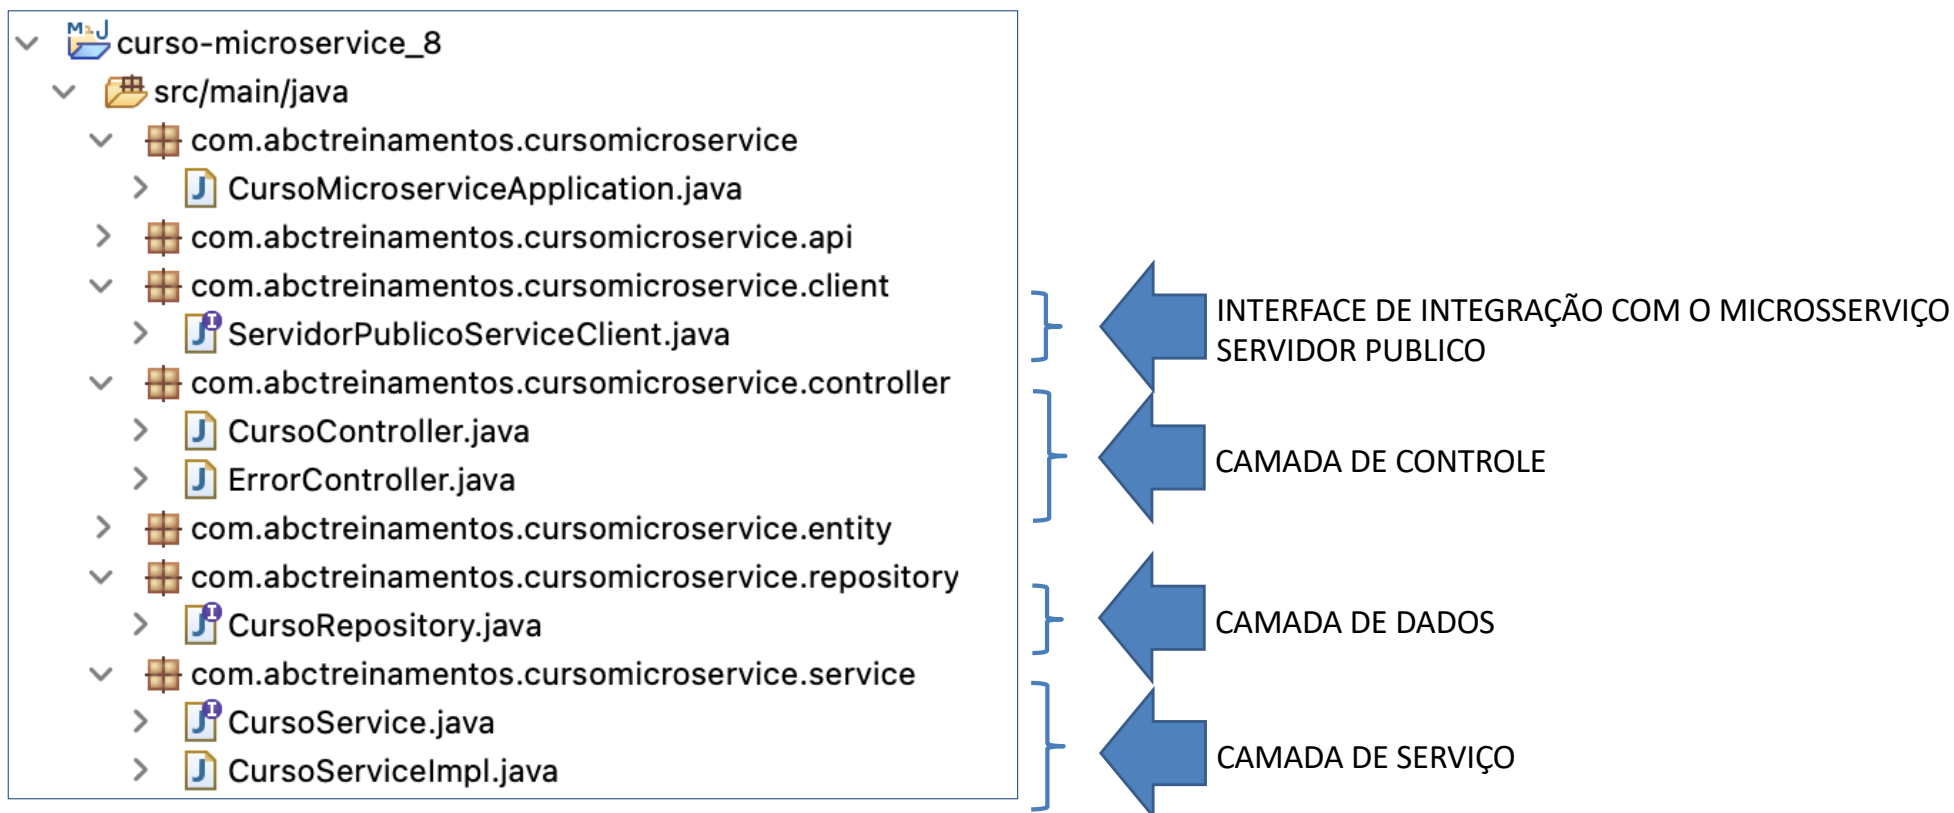 curso-microservice_8
src/main/java
com.abctreinamentos.cursomicroservice
CursoMicroserviceApplication.java
com.abctreinamentos.cursomicroservice.api
com.abctreinamentos.cursomicroservice.client
ServidorPublicoServiceClient.java
INTERFACE DE INTEGRAÇÃO COM O MICROSSERVIÇO
SERVIDOR PUBLICO
com.abctreinamentos.cursomicroservice.controller
CursoController.java
ErrorController.java
CAMADA DE CONTROLE
com.abctreinamentos.cursomicroservice.entity
com.abctreinamentos.cursomicroservice.repository
CursoRepository.java
CAMADA DE DADOS
com.abctreinamentos.cursomicroservice.service
CursoService.java
CursoServiceImpl.java
CAMADA DE SERVIÇO